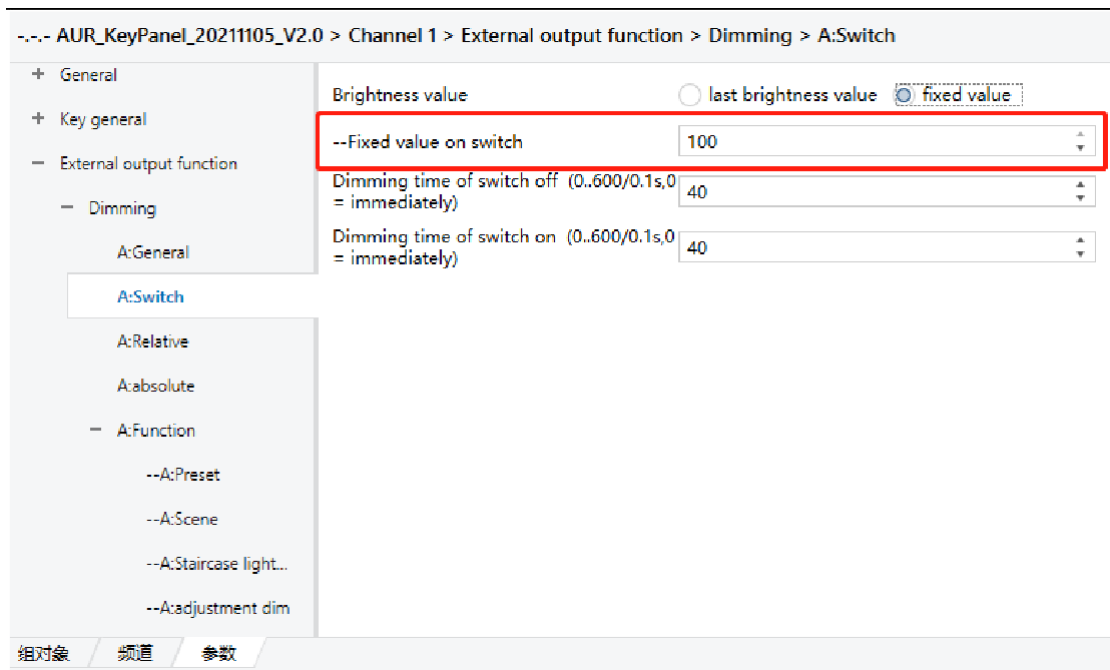 -.-.- AUR_KeyPanel_20211105_V2.0 > Channel 1 > External output function > Dimming > A:Switch
+ General
+ Key general
− External output function
− Dimming
A:General
A:Switch
A:Relative
A:absolute
− A:Function
--A:Preset
--A:Scene
--A:Staircase light...
--A:adjustment dim
Brightness value
last brightness value
fixed value
--Fixed value on switch
100
Dimming time of switch off (0..600/0.1s,0
= immediately)
40
Dimming time of switch on (0..600/0.1s,0
= immediately)
40
组对象
频道
参数